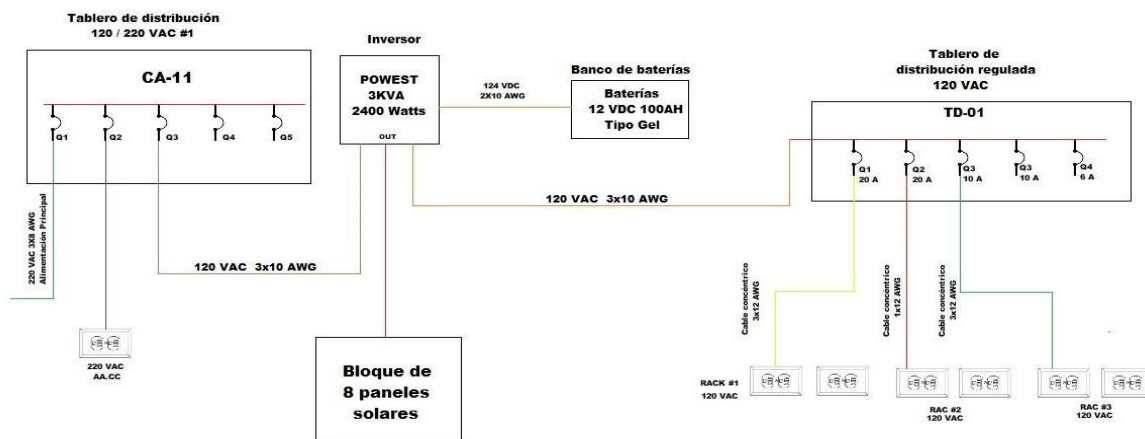 Tablero de distribución
120 / 220 VAC #1
CA-11
Q1
Q2
Q3
Q4
Q5
220 VAC 3X8 AWG
Alimentación Principal
220 VAC
AA.CC
120 VAC 3x10 AWG
Inversor
POWEST
3KVA
2400 Watts
OUT
124 VDC
2X10 AWG
Banco de baterías
Baterías
12 VDC 100AH
Tipo Gel
Bloque de
8 paneles
solares
120 VAC 3x10 AWG
Tablero de
distribución regulada
120 VAC
TD-01
Q1
20 A
Q2
20 A
Q3
10 A
Q3
10 A
Q4
6 A
Cable concéntrico
3x12 AWG
Cable concéntrico
1x12 AWG
Cable concéntrico
3x12 AWG
RACK #1
120 VAC
RAC #2
120 VAC
RAC #3
120 VAC